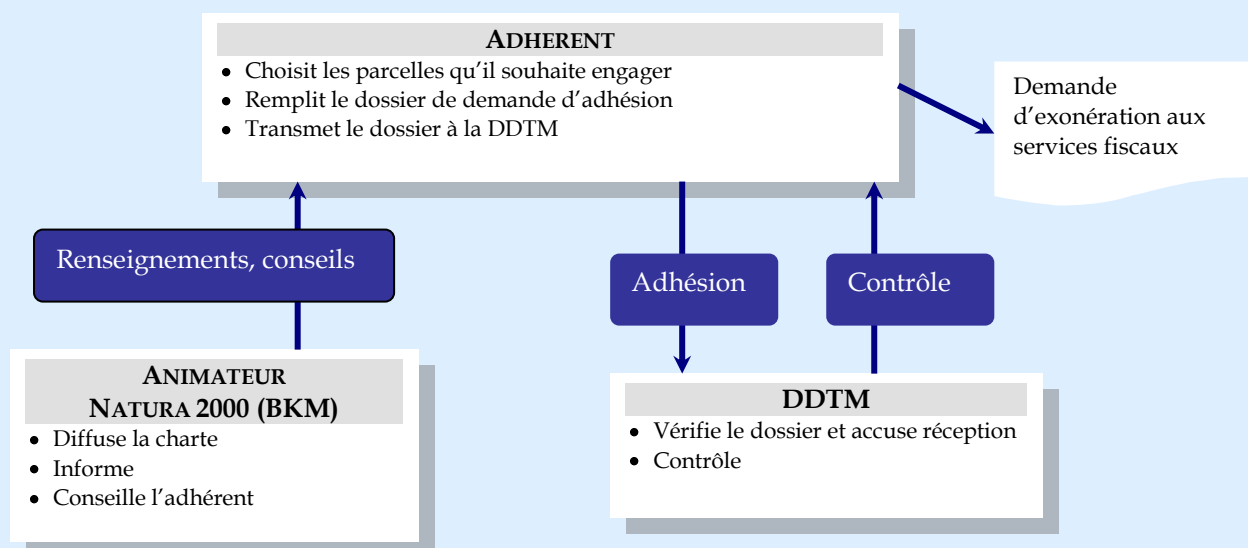 ADHERENT
• Choisit les parcelles qu'il souhaite engager
• Remplit le dossier de demande d'adhésion
• Transmet le dossier à la DDTM
Demande
d'exonération aux
services fiscaux
Renseignements, conseils
Adhésion
Contrôle
ANIMATEUR
NATURA 2000 (BKM)
• Diffuse la charte
• Informe
• Conseille l'adhérent
DDTM
• Vérifie le dossier et accuse réception
• Contrôle